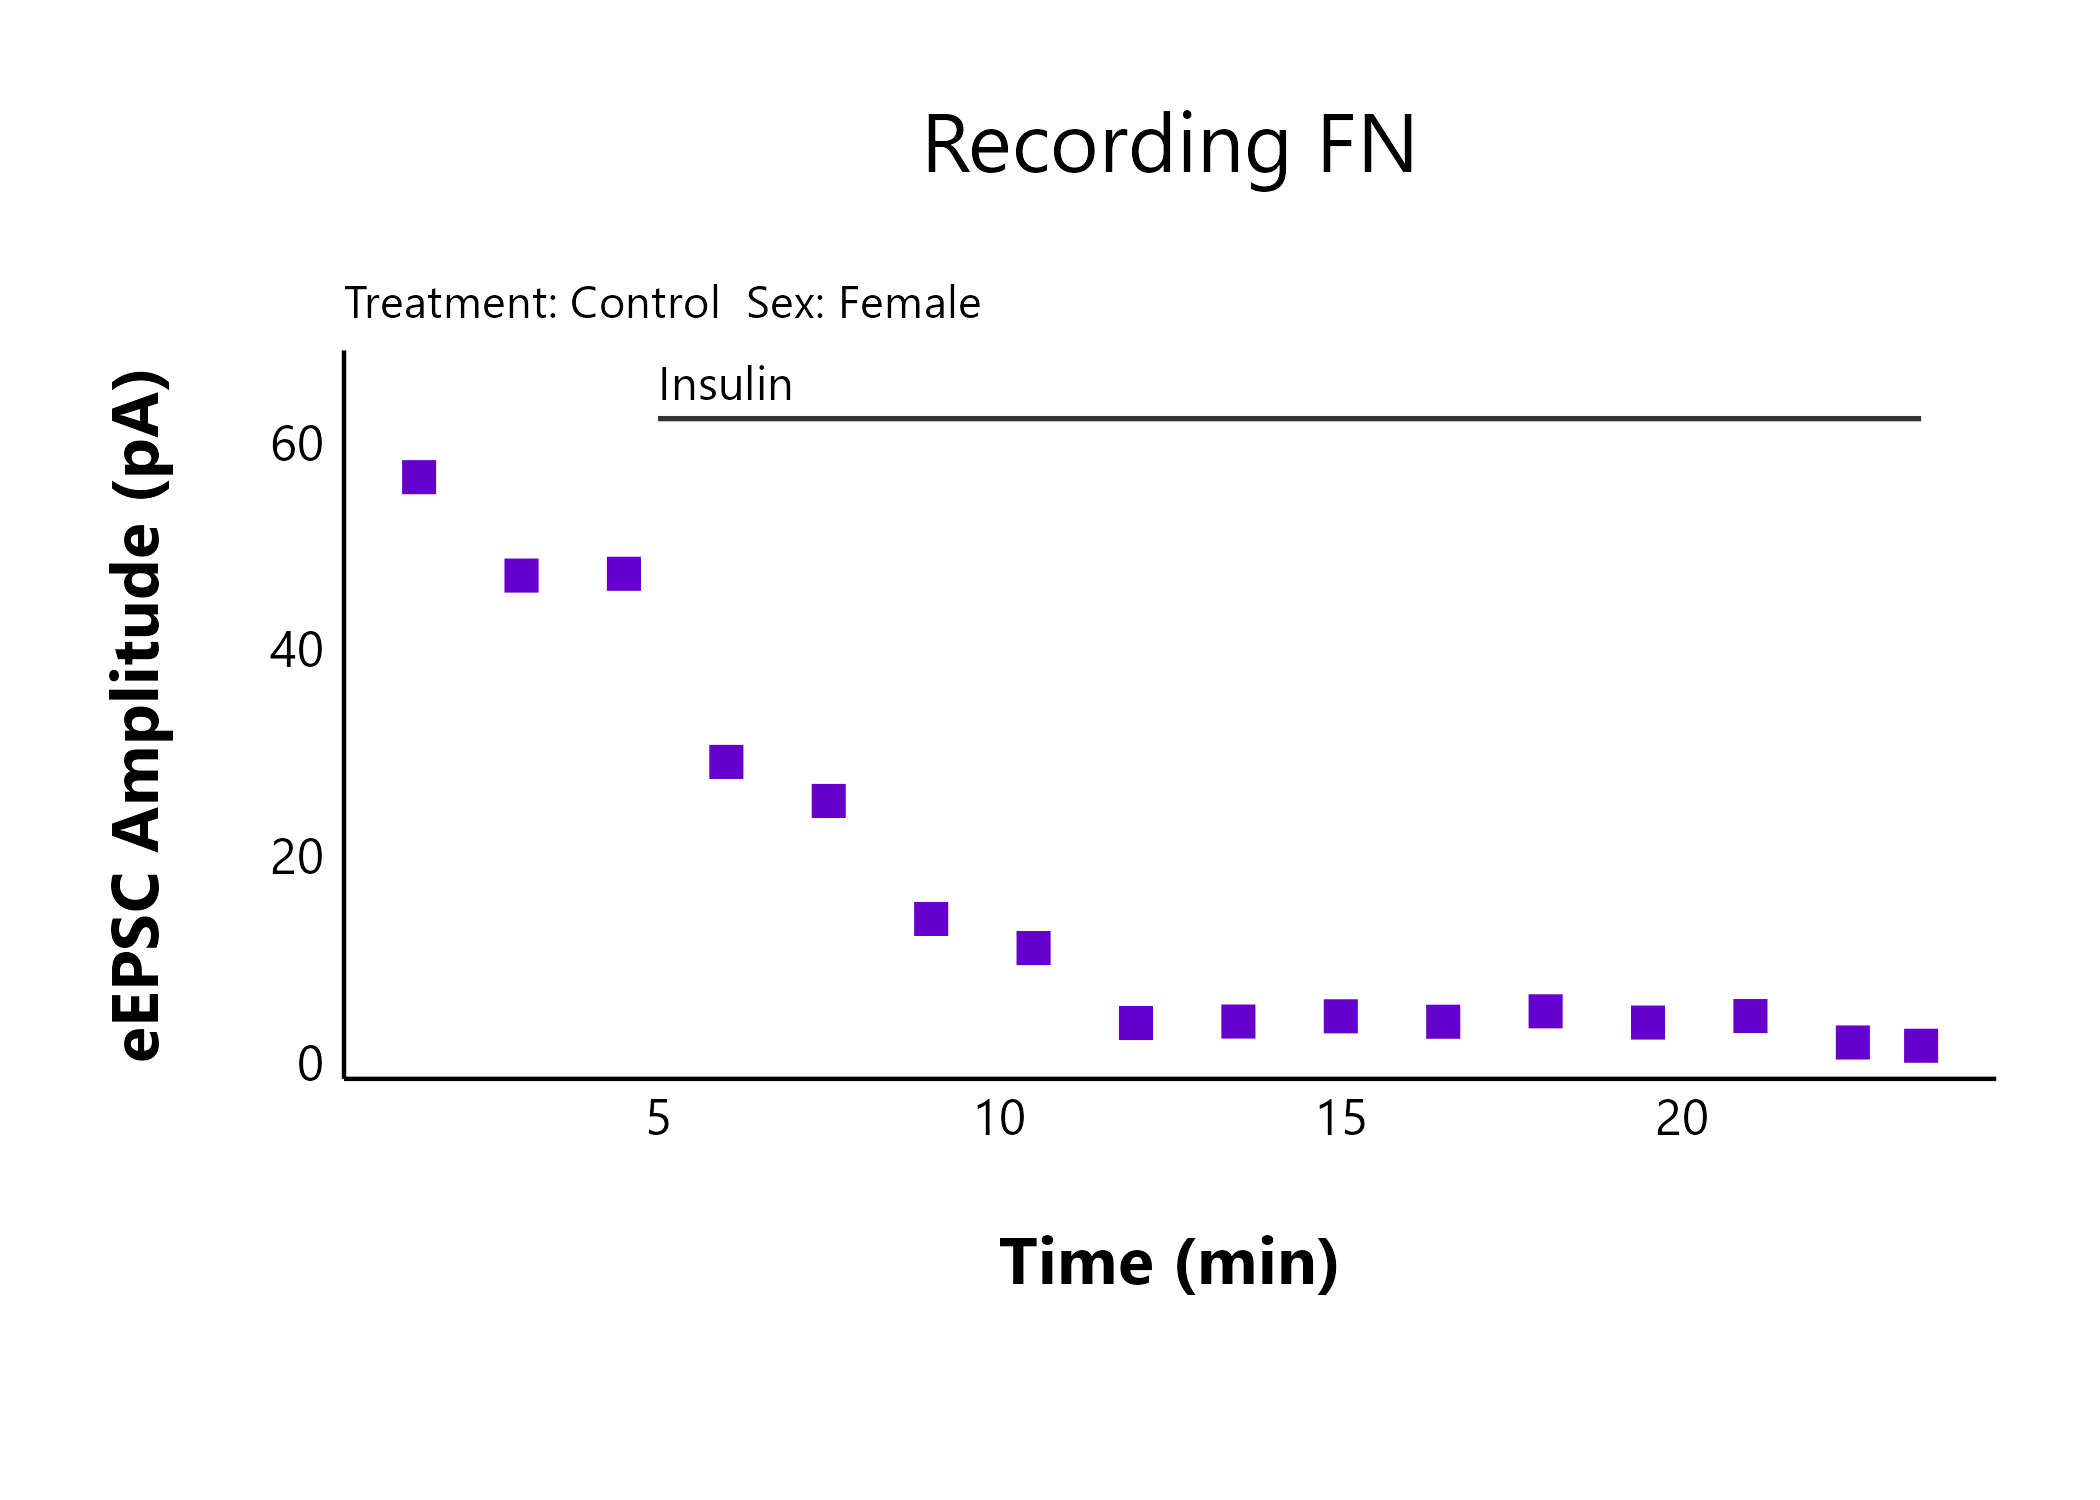 Recording FN
Treatment: Control  Sex: Female
Insulin
60
40
20
0
eEPSC Amplitude (pA)
5 10 15 20
Time (min)